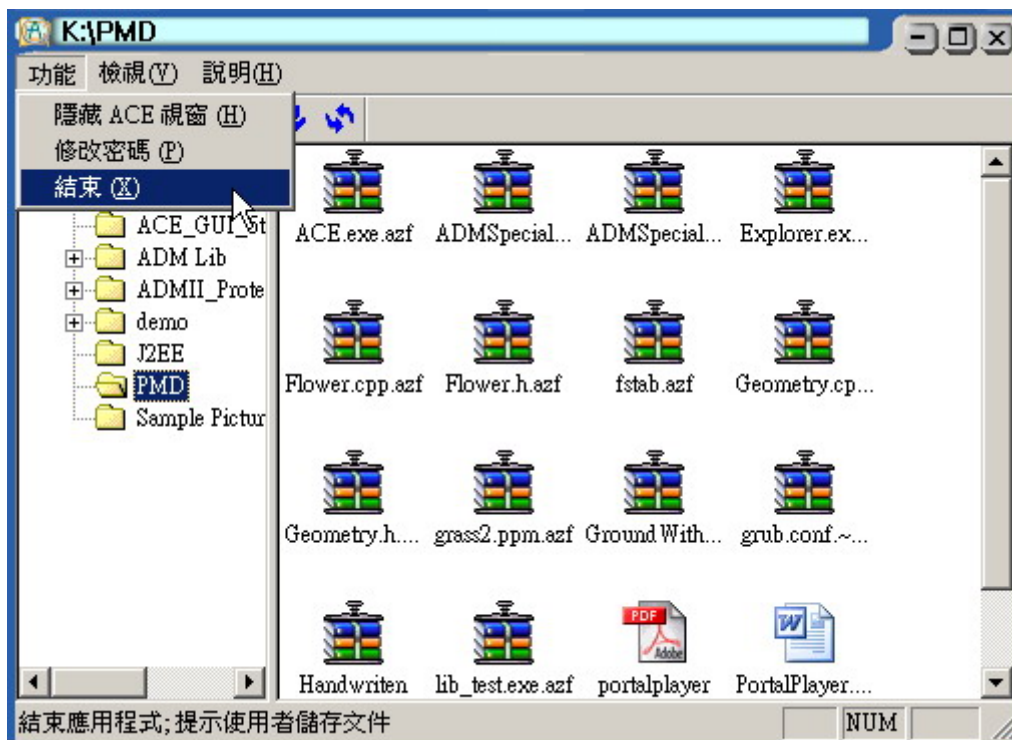 K:\PMD
功能 檢視(V) 說明(H)
隱藏 ACE 視窗 (H)
修改密碼 (P)
結束 (X)
ACE_GUI_St
ADM Lib
ADMII_Prote
demo
J2EE
PMD
Sample Pictur
ACE.exe.azf ADMSpecial... ADMSpecial... Explorer.ex...
Flower.cpp.azf Flower.h.azf fstab.azf Geometry.cp...
Geometry.h.... grass2.ppm.azf Ground With... grub.conf.~...
PDF
Adobe
W
Handwriten lib_test.exe.azf portalplayer PortalPlayer....
結束應用程式;提示使用者儲存文件 NUM